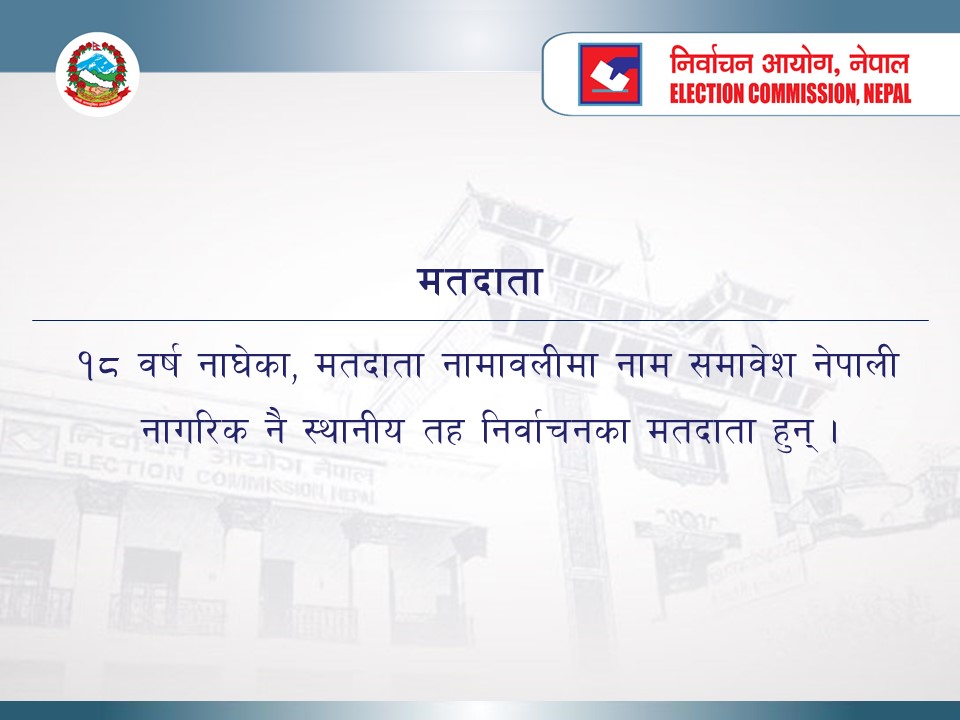 निर्वाचन आयोग, नेपाल
ELECTION COMMISSION, NEPAL
मतदाता
१८ वर्ष नाघेका, मतदाता नामावलीमा नाम समावेश नेपाली
नागरिक नै स्थानीय तह निर्वाचनका मतदाता हुन् ।
निर्वाचन आयोग नेपाल
ELECTION COMMISSION, NEPAL